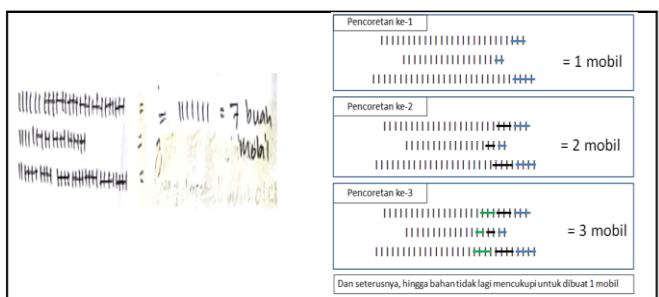 = |||||| = 7 buah
mobil
Pencoretan ke-1
= 1 mobil
Pencoretan ke-2
= 2 mobil
Pencoretan ke-3
= 3 mobil
Dan seterusnya, hingga bahan tidak lagi mencukupi untuk dibuat 1 mobil